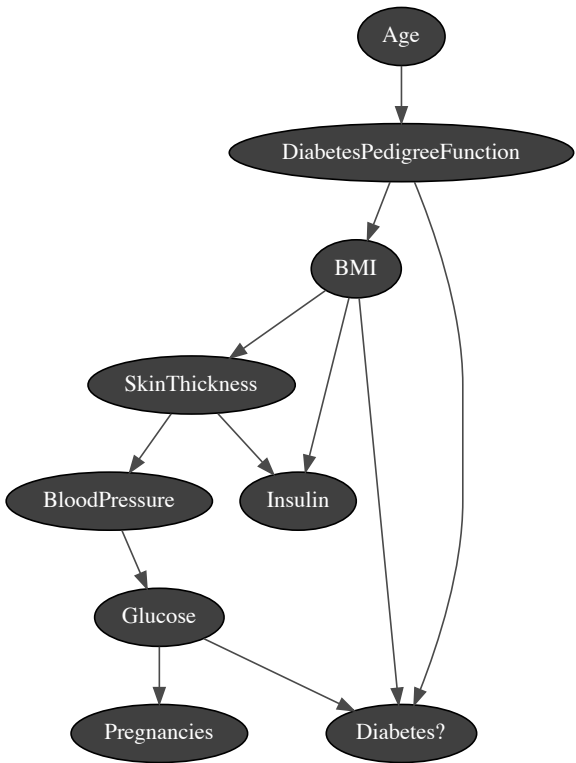 Age
DiabetesPedigreeFunction
BMI
SkinThickness
BloodPressure
Insulin
Glucose
Pregnancies
Diabetes?